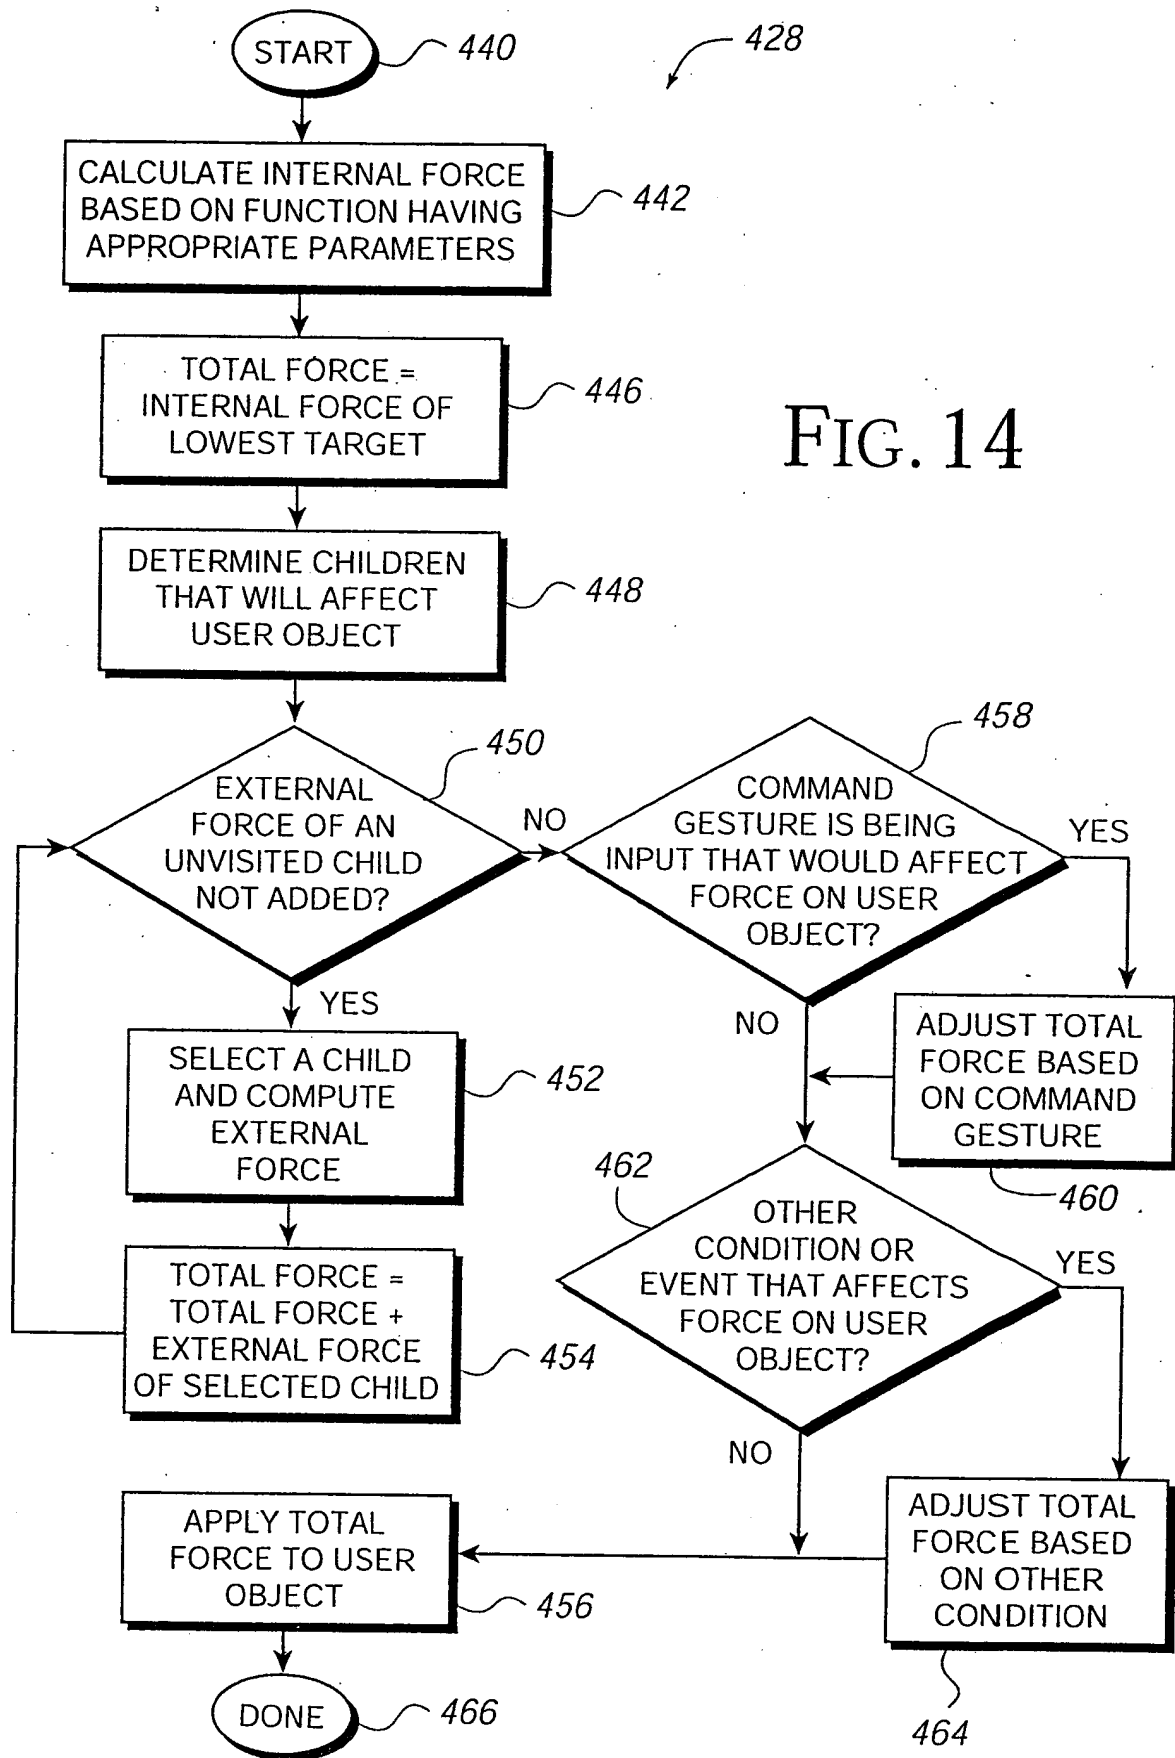 START
440
428
CALCULATE INTERNAL FORCE
BASED ON FUNCTION HAVING
APPROPRIATE PARAMETERS
442
TOTAL FORCE =
INTERNAL FORCE OF
LOWEST TARGET
446
FIG. 14
DETERMINE CHILDREN
THAT WILL AFFECT
USER OBJECT
448
EXTERNAL
FORCE OF AN
UNVISITED CHILD
NOT ADDED?
450
NO
YES
COMMAND
GESTURE IS BEING
INPUT THAT WOULD AFFECT
FORCE ON USER
OBJECT?
458
YES
NO
SELECT A CHILD
AND COMPUTE
EXTERNAL
FORCE
452
ADJUST TOTAL
FORCE BASED
ON COMMAND
GESTURE
460
TOTAL FORCE =
TOTAL FORCE +
EXTERNAL FORCE
OF SELECTED CHILD
454
462
OTHER
CONDITION OR
EVENT THAT AFFECTS
FORCE ON USER
OBJECT?
YES
NO
APPLY TOTAL
FORCE TO USER
OBJECT
456
ADJUST TOTAL
FORCE BASED
ON OTHER
CONDITION
464
DONE
466